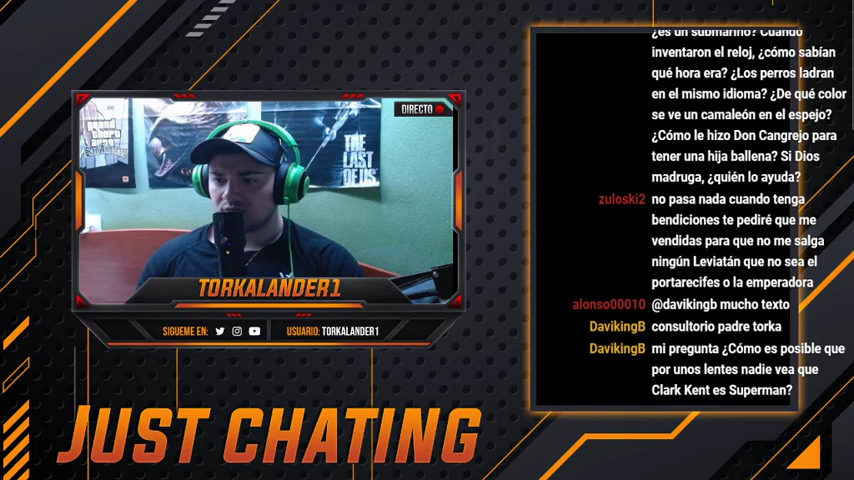 ¿es un submarino? Cuando
inventaron el reloj, ¿cómo sabían
qué hora era? ¿Los perros ladran
en el mismo idioma? ¿De qué color
se ve un camaleón en el espejo?
¿Cómo le hizo Don Cangrejo para
tener una hija ballena? Si Dios
madruga, ¿quién lo ayuda?
zuloski2 no pasa nada cuando tenga
bendiciones te pediré que me
vendidas para que no me salga
ningún Leviatán que no sea el
portarecifes o la emperadora
alonso00010 @davikingb mucho texto
DavikingB consultorio padre torka
DavikingB mi pregunta ¿Cómo es posible que
por unos lentes nadie vea que
Clark Kent es Superman?
DIRECTO
grand
theft
auto
THE
LAST
OF US
TORKALANDER1
SIGUEME EN:
USUARIO: TORKALANDER1
JUST CHATING